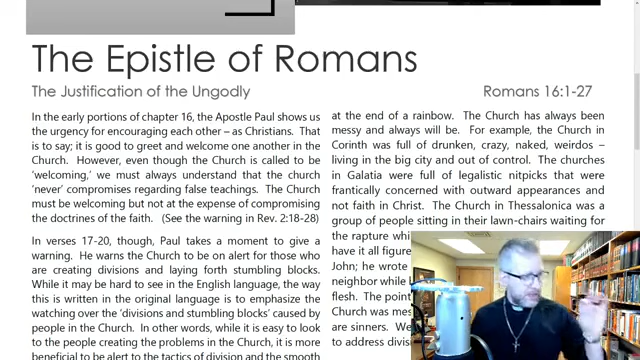 The Epistle of Romans
The Justification of the Ungodly
Romans 16:1-27
In the early portions of chapter 16, the Apostle Paul shows us
the urgency for encouraging each other – as Christians. That
is to say; it is good to greet and welcome one another in the
Church. However, even though the Church is called to be
'welcoming,' we must always understand that the church
'never' compromises regarding false teachings. The Church
must be welcoming but not at the expense of compromising
the doctrines of the faith. (See the warning in Rev. 2:18-28)
In verses 17-20, though, Paul takes a moment to give a
warning. He warns the Church to be on alert for those who
are creating divisions and laying forth stumbling blocks.
While it may be hard to see in the English language, the way
this is written in the original language is to emphasize the
watching over the 'divisions and stumbling blocks' caused by
people in the Church. In other words, while it is easy to look
to the people creating the problems in the Church, it is more
beneficial to be alert to the tactics of division and the smooth
at the end of a rainbow. The Church has always been
messy and always will be. For example, the Church in
Corinth was full of drunken, crazy, naked, weirdos –
living in the big city and out of control. The churches
in Galatia were full of legalistic nitpicks that were
frantically concerned with outward appearances and
not faith in Christ. The Church in Thessalonica was a
group of people sitting in their lawn-chairs waiting for
the rapture
have it all
John; he wrote
neighbor while
flesh. The point
Church was
are sinners.
to address